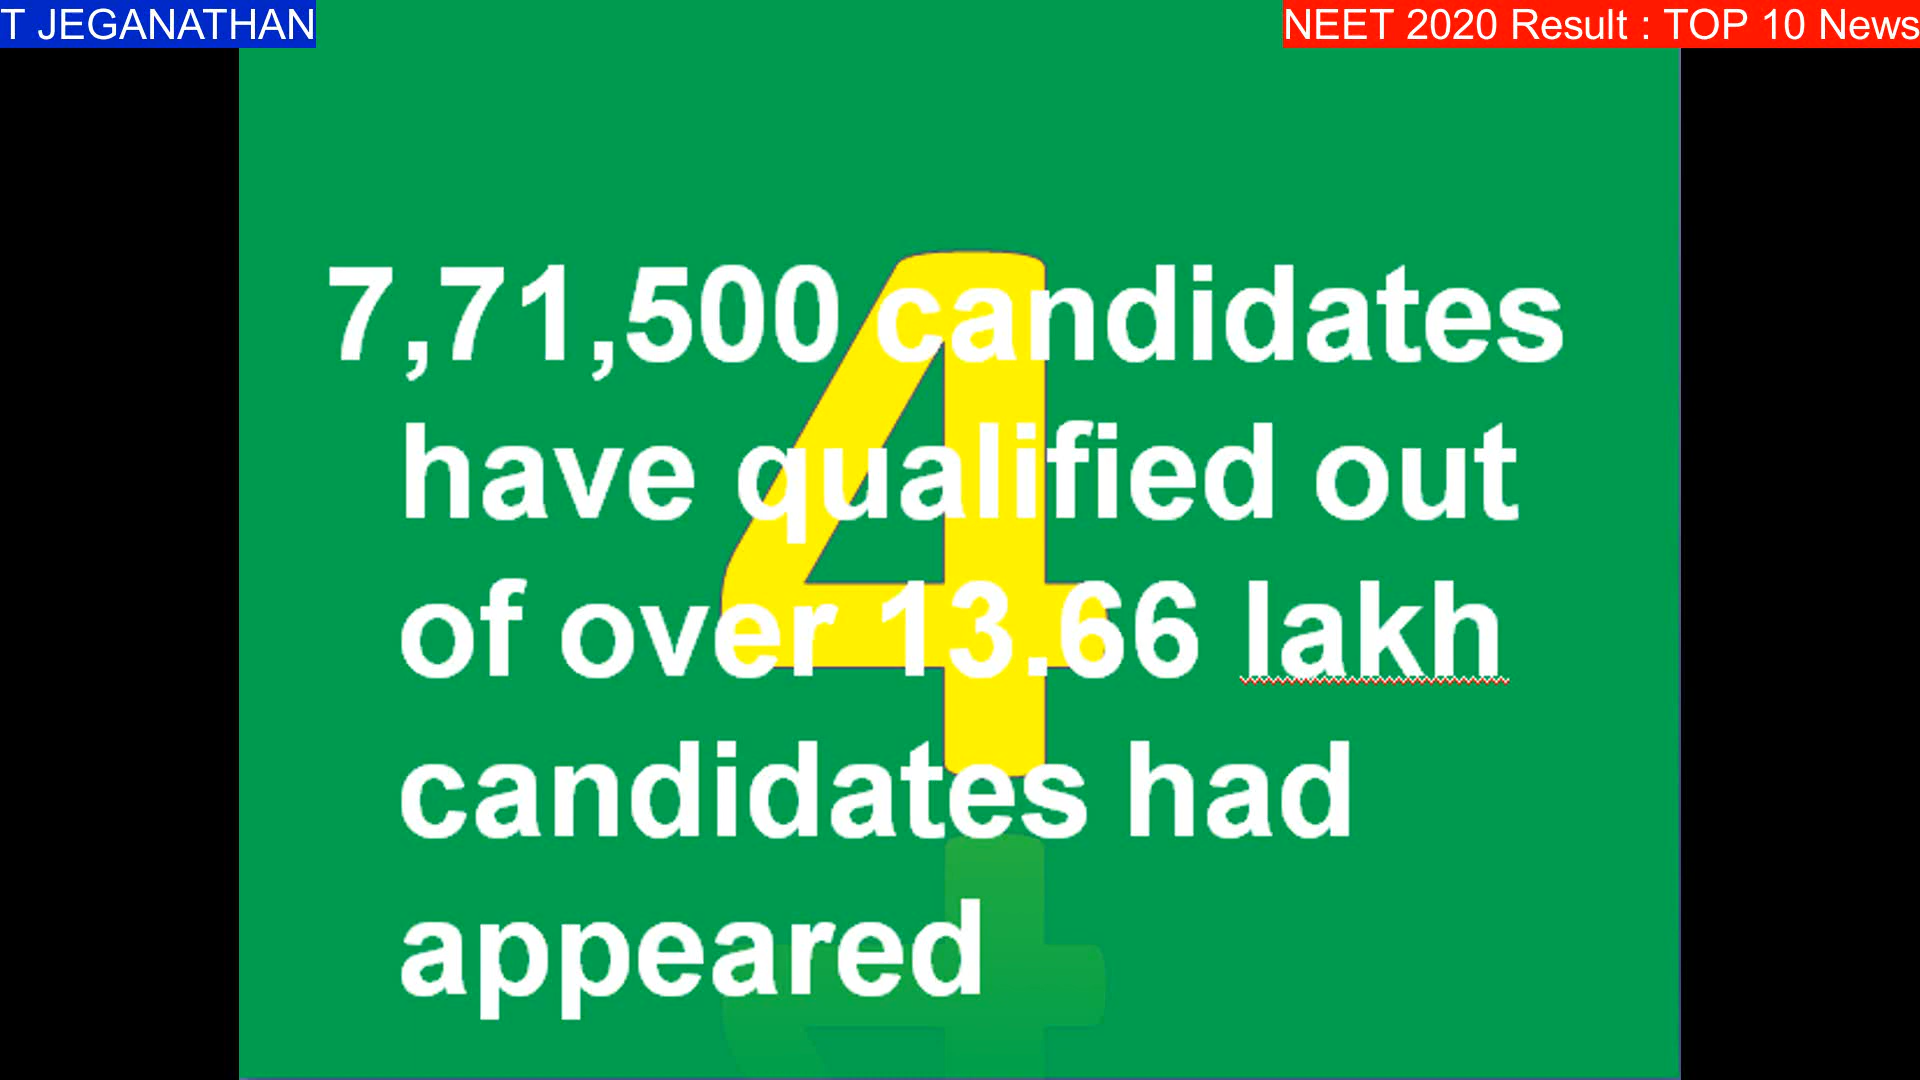 T JEGANATHAN
NEET 2020 Result : TOP 10 News
4
7,71,500 candidates
have qualified out
of over 13.66 lakh
candidates had
appeared